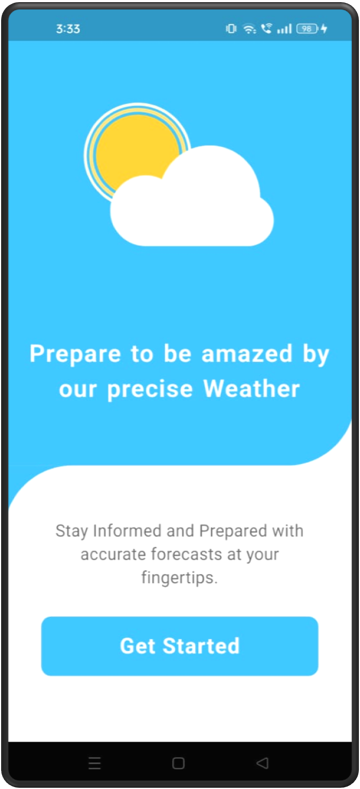 3:33
98
Prepare to be amazed by
our precise Weather
Stay Informed and Prepared with
accurate forecasts at your
fingertips.
Get Started